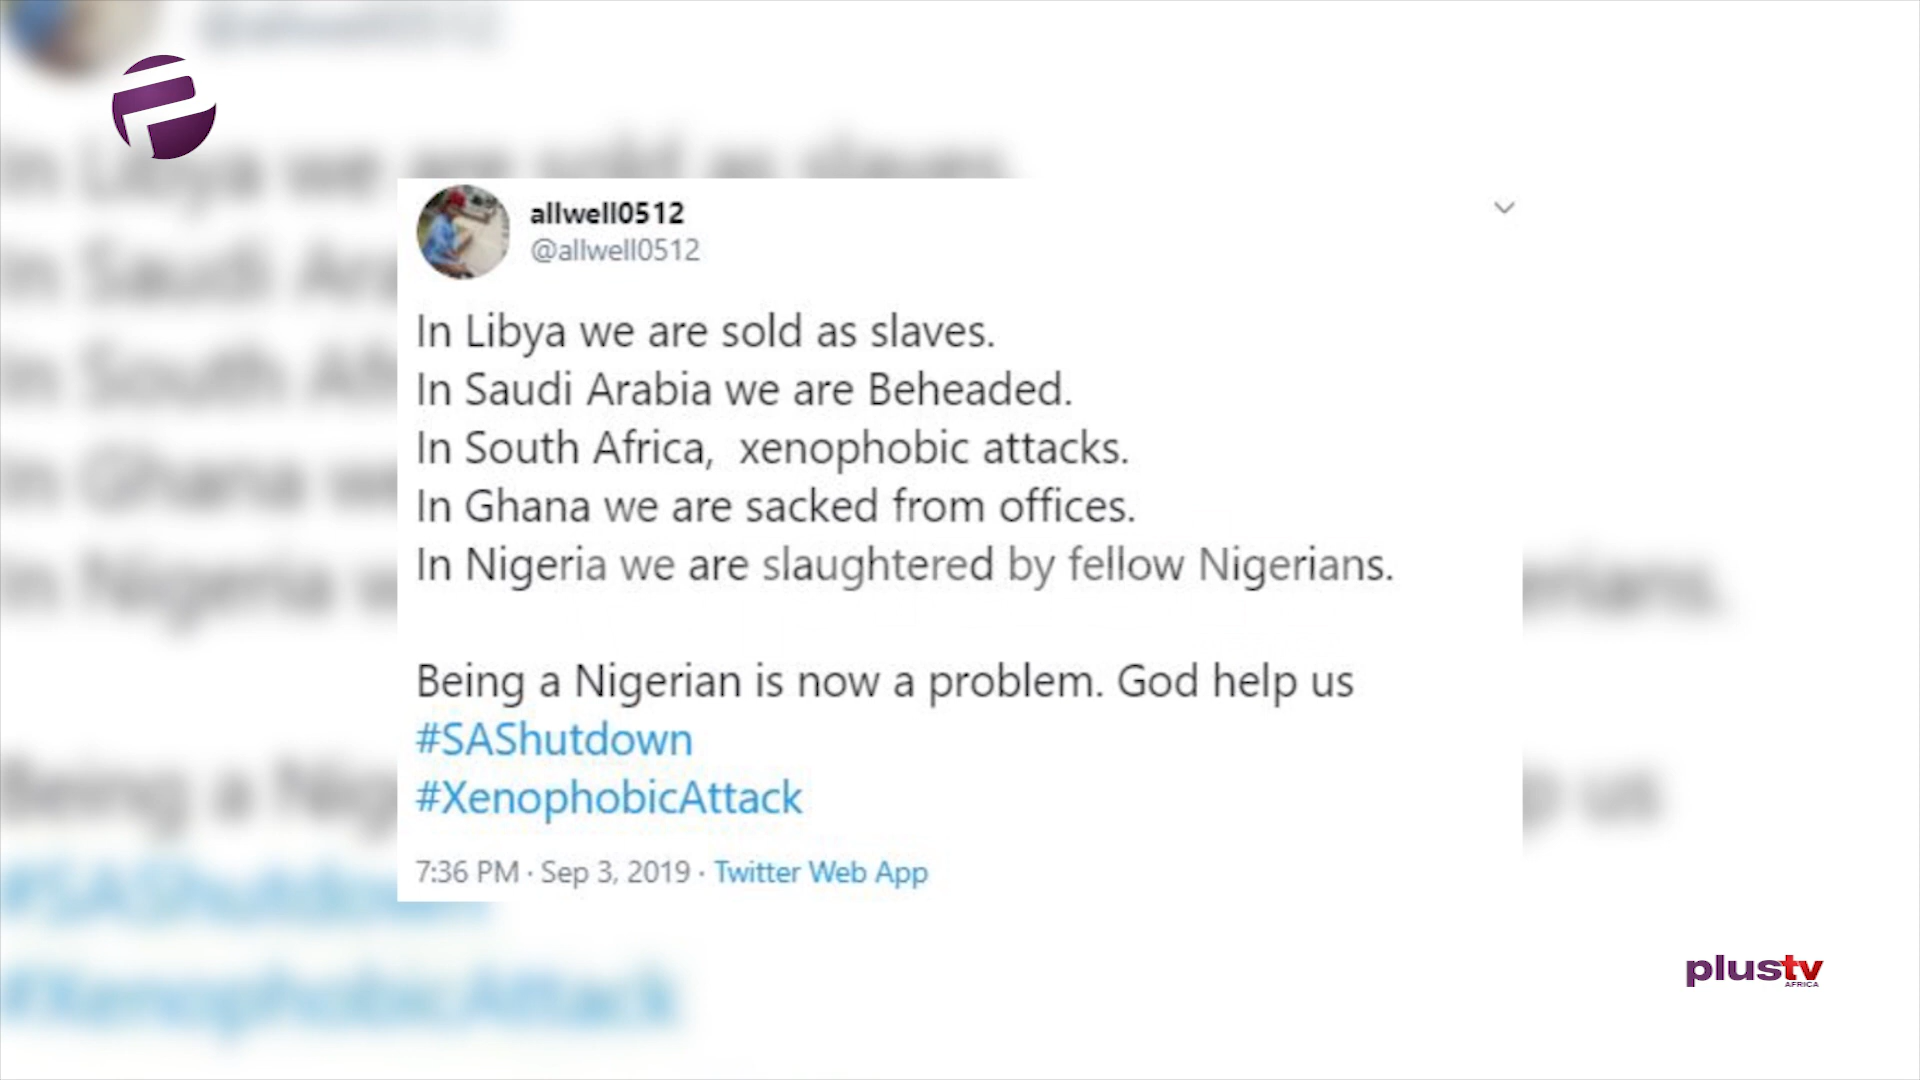 allwell0512
@allwell0512
In Libya we are sold as slaves.
In Saudi Arabia we are Beheaded.
In South Africa,  xenophobic attacks.
In Ghana we are sacked from offices.
In Nigeria we are slaughtered by fellow Nigerians.
Being a Nigerian is now a problem. God help us
#SAShutdown
#XenophobicAttack
7:36 PM · Sep 3, 2019 · Twitter Web App
plustv
AFRICA